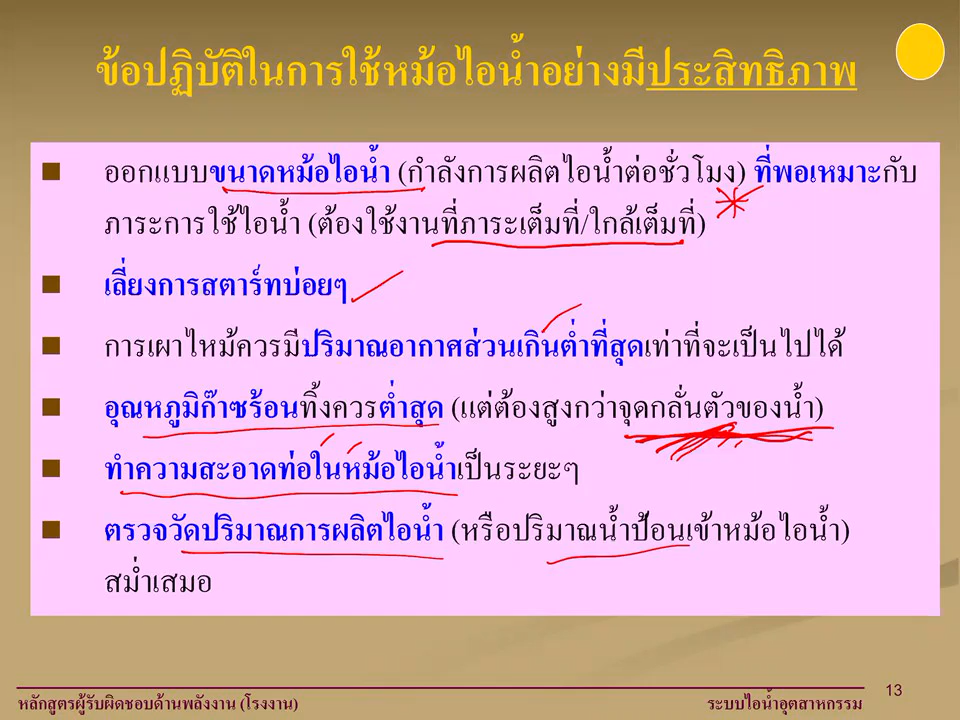 ข้อปฏิบัติในการใช้หม้อไอน้ำอย่างมีประสิทธิภาพ
ออกแบบขนาดหม้อไอน้ำ (กำลังการผลิตไอน้ำต่อชั่วโมง) ที่พอเหมาะกับ
ภาระการใช้ไอน้ำ (ต้องใช้งานที่ภาระเต็มที่/ใกล้เต็มที่)
เลี่ยงการสตาร์ทบ่อยๆ
การเผาไหม้ควรมีปริมาณอากาศส่วนเกินต่ำที่สุดเท่าที่จะเป็นไปได้
อุณหภูมิก๊าซร้อนทิ้งควรต่ำสุด (แต่ต้องสูงกว่าจุดกลั่นตัวของน้ำ)
ทำความสะอาดท่อในหม้อไอน้ำเป็นระยะๆ
ตรวจวัดปริมาณการผลิตไอน้ำ (หรือปริมาณน้ำป้อนเข้าหม้อไอน้ำ)
สม่ำเสมอ
13
หลักสูตรผู้รับผิดชอบด้านพลังงาน (โรงงาน)
ระบบไอน้ำอุตสาหกรรม